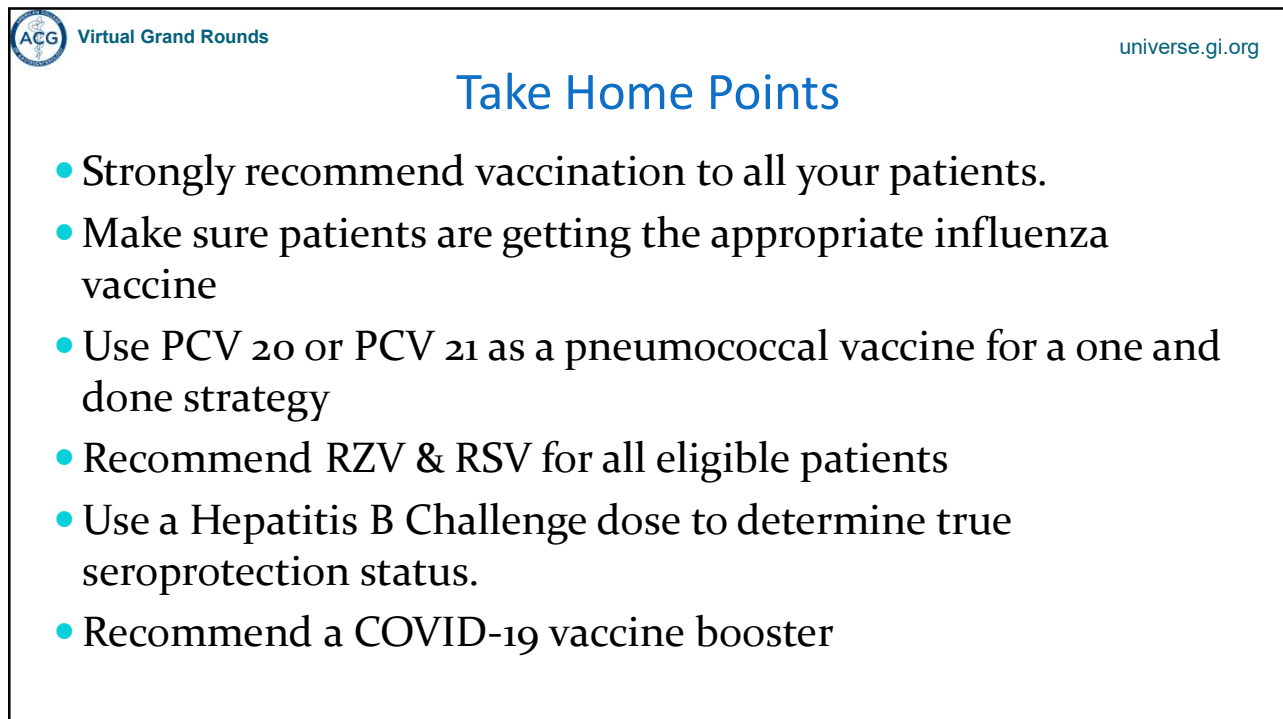 ACG
Virtual Grand Rounds
universe.gi.org
Take Home Points
• Strongly recommend vaccination to all your patients.
• Make sure patients are getting the appropriate influenza
vaccine
• Use PCV 20 or PCV 21 as a pneumococcal vaccine for a one and
done strategy
• Recommend RZV & RSV for all eligible patients
• Use a Hepatitis B Challenge dose to determine true
seroprotection status.
• Recommend a COVID-19 vaccine booster